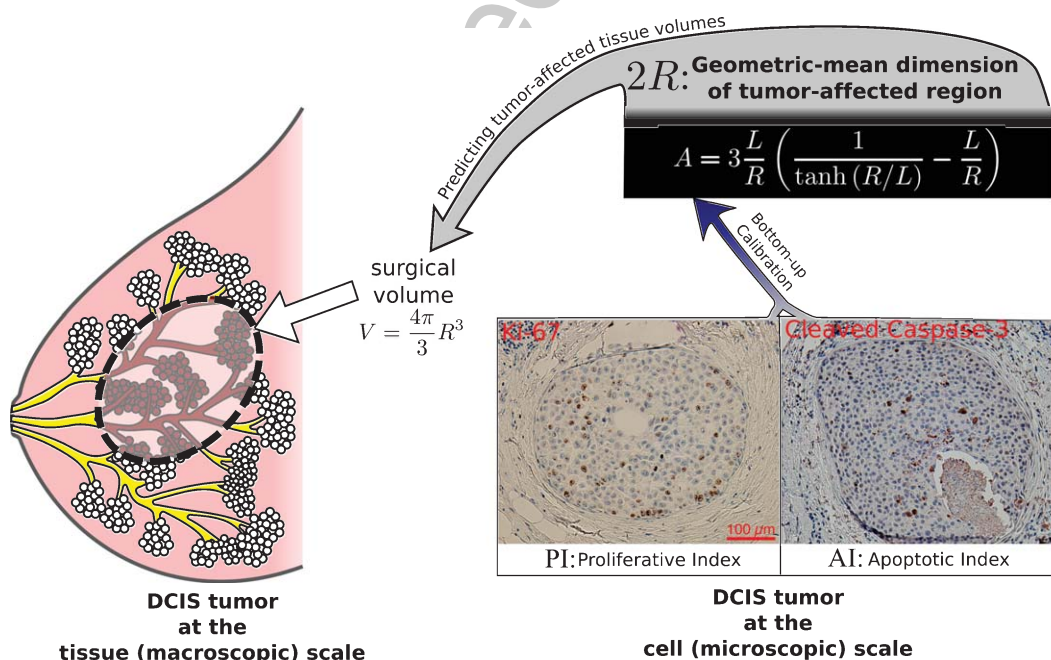 Predicting tumor-affected tissue volumes
2R: Geometric-mean dimension
of tumor-affected region
A = 3 L/R ( 1/tanh (R/L) − L/R )
Bottom-up
Calibration
surgical
volume
V = 4π/3 R³
Ki-67
Cleaved Caspase-3
100 µm
PI: Proliferative Index
AI: Apoptotic Index
DCIS tumor
at the
tissue (macroscopic) scale
DCIS tumor
at the
cell (microscopic) scale